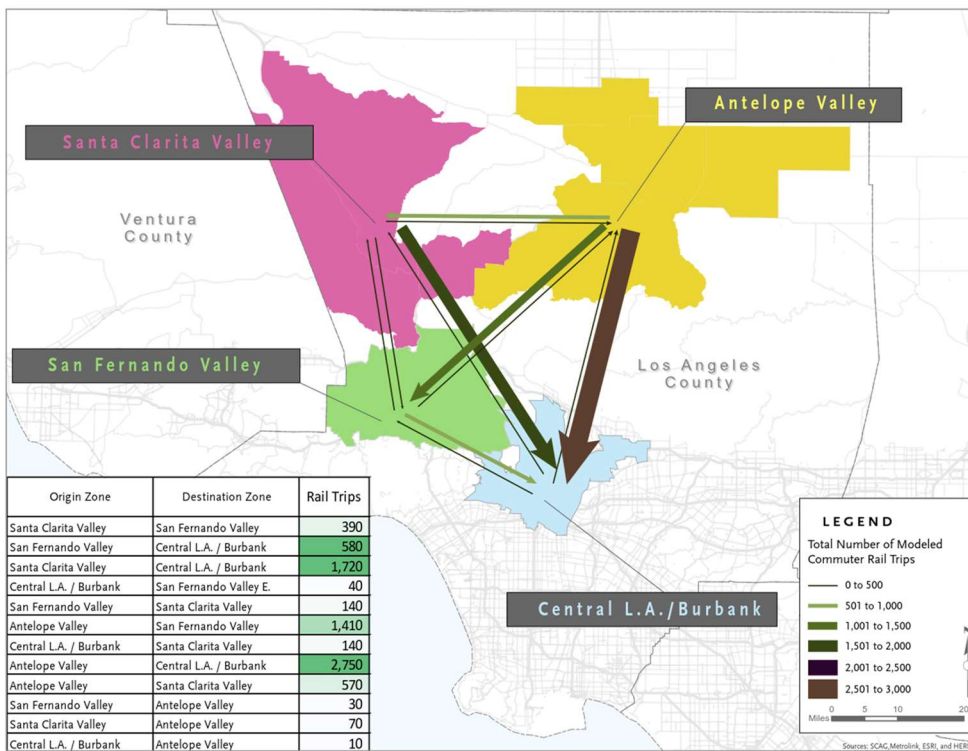 Antelope Valley
Santa Clarita Valley
Ventura
County
San Fernando Valley
Los Angeles
County
Central L.A./Burbank
Origin Zone Destination Zone Rail Trips
Santa Clarita Valley San Fernando Valley 390
San Fernando Valley Central L.A. / Burbank 580
Santa Clarita Valley Central L.A. / Burbank 1,720
Central L.A. / Burbank San Fernando Valley E. 40
San Fernando Valley Santa Clarita Valley 140
Antelope Valley San Fernando Valley 1,410
Central L.A. / Burbank Santa Clarita Valley 140
Antelope Valley Central L.A. / Burbank 2,750
Antelope Valley Santa Clarita Valley 570
San Fernando Valley Antelope Valley 30
Santa Clarita Valley Antelope Valley 70
Central L.A. / Burbank Antelope Valley 10
LEGEND
Total Number of Modeled
Commuter Rail Trips
0 to 500
501 to 1,000
1,001 to 1,500
1,501 to 2,000
2,001 to 2,500
2,501 to 3,000
0 5 10 20
Miles
Sources: SCAG,Metrolink, ESRI, and